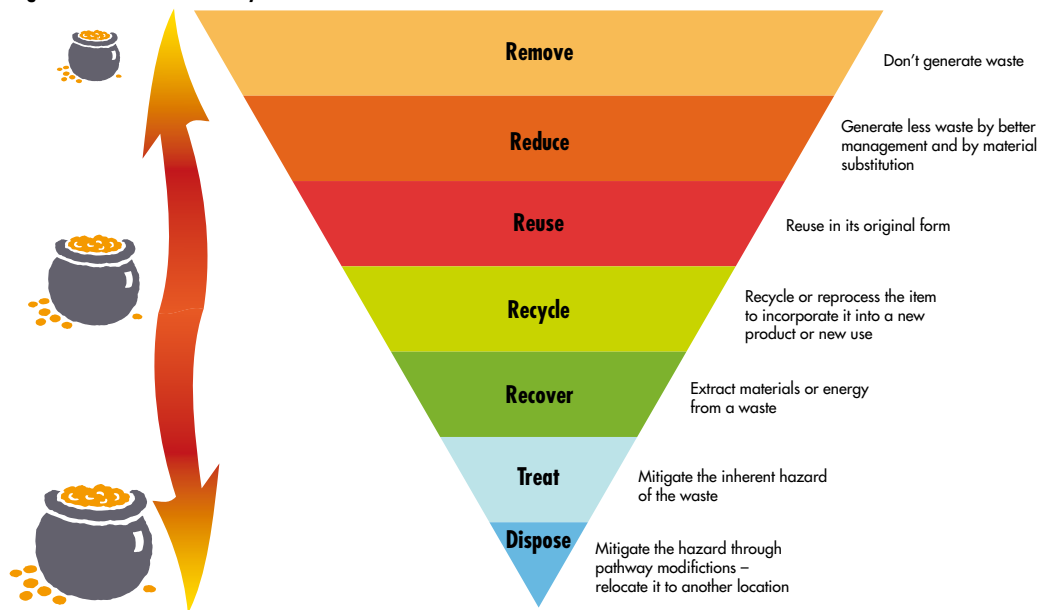 Remove
Don't generate waste
Reduce
Generate less waste by better
management and by material
substitution
Reuse
Reuse in its original form
Recycle
Recycle or reprocess the item
to incorporate it into a new
product or new use
Recover
Extract materials or energy
from a waste
Treat
Mitigate the inherent hazard
of the waste
Dispose
Mitigate the hazard through
pathway modifictions –
relocate it to another location